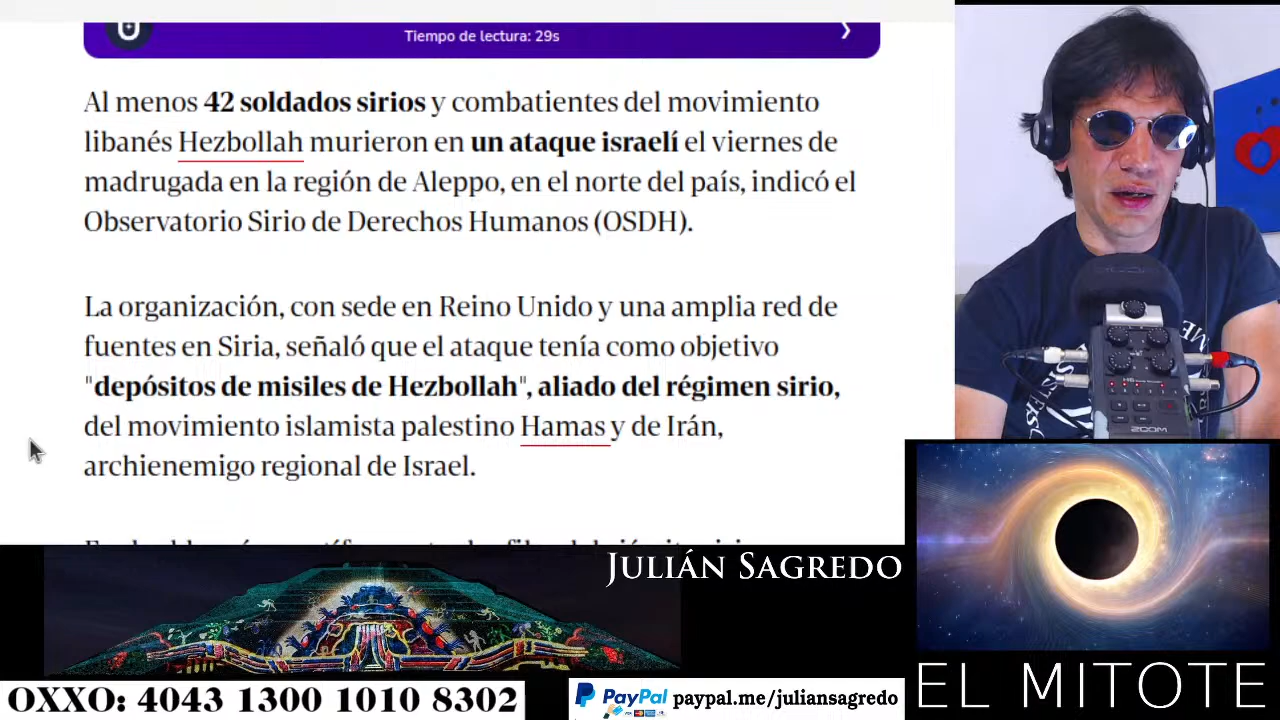 Tiempo de lectura: 29s
Al menos 42 soldados sirios y combatientes del movimiento
libanés Hezbollah murieron en un ataque israelí el viernes de
madrugada en la región de Aleppo, en el norte del país, indicó el
Observatorio Sirio de Derechos Humanos (OSDH).
La organización, con sede en Reino Unido y una amplia red de
fuentes en Siria, señaló que el ataque tenía como objetivo
"depósitos de misiles de Hezbollah", aliado del régimen sirio,
del movimiento islamista palestino Hamas y de Irán,
archienemigo regional de Israel.
ZOOM
JULIÁN SAGREDO
OXXO: 4043 1300 1010 8302
PayPal
paypal.me/juliansagredo
EL MITOTE